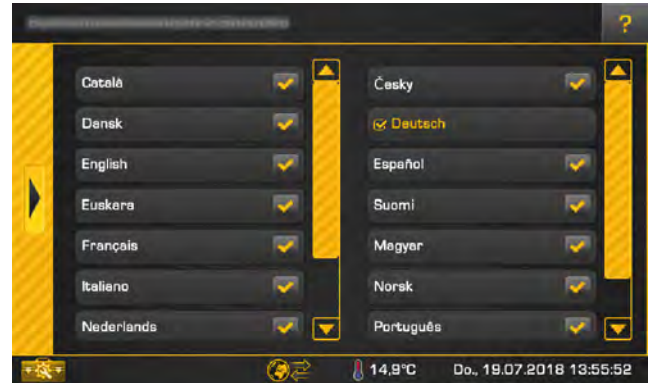 ?
Català
Dansk
English
Euskara
Français
Italiano
Nederlands
Česky
Deutsch
Español
Suomi
Magyar
Norsk
Português
14,9°C
Do., 19.07.2018 13:55:52